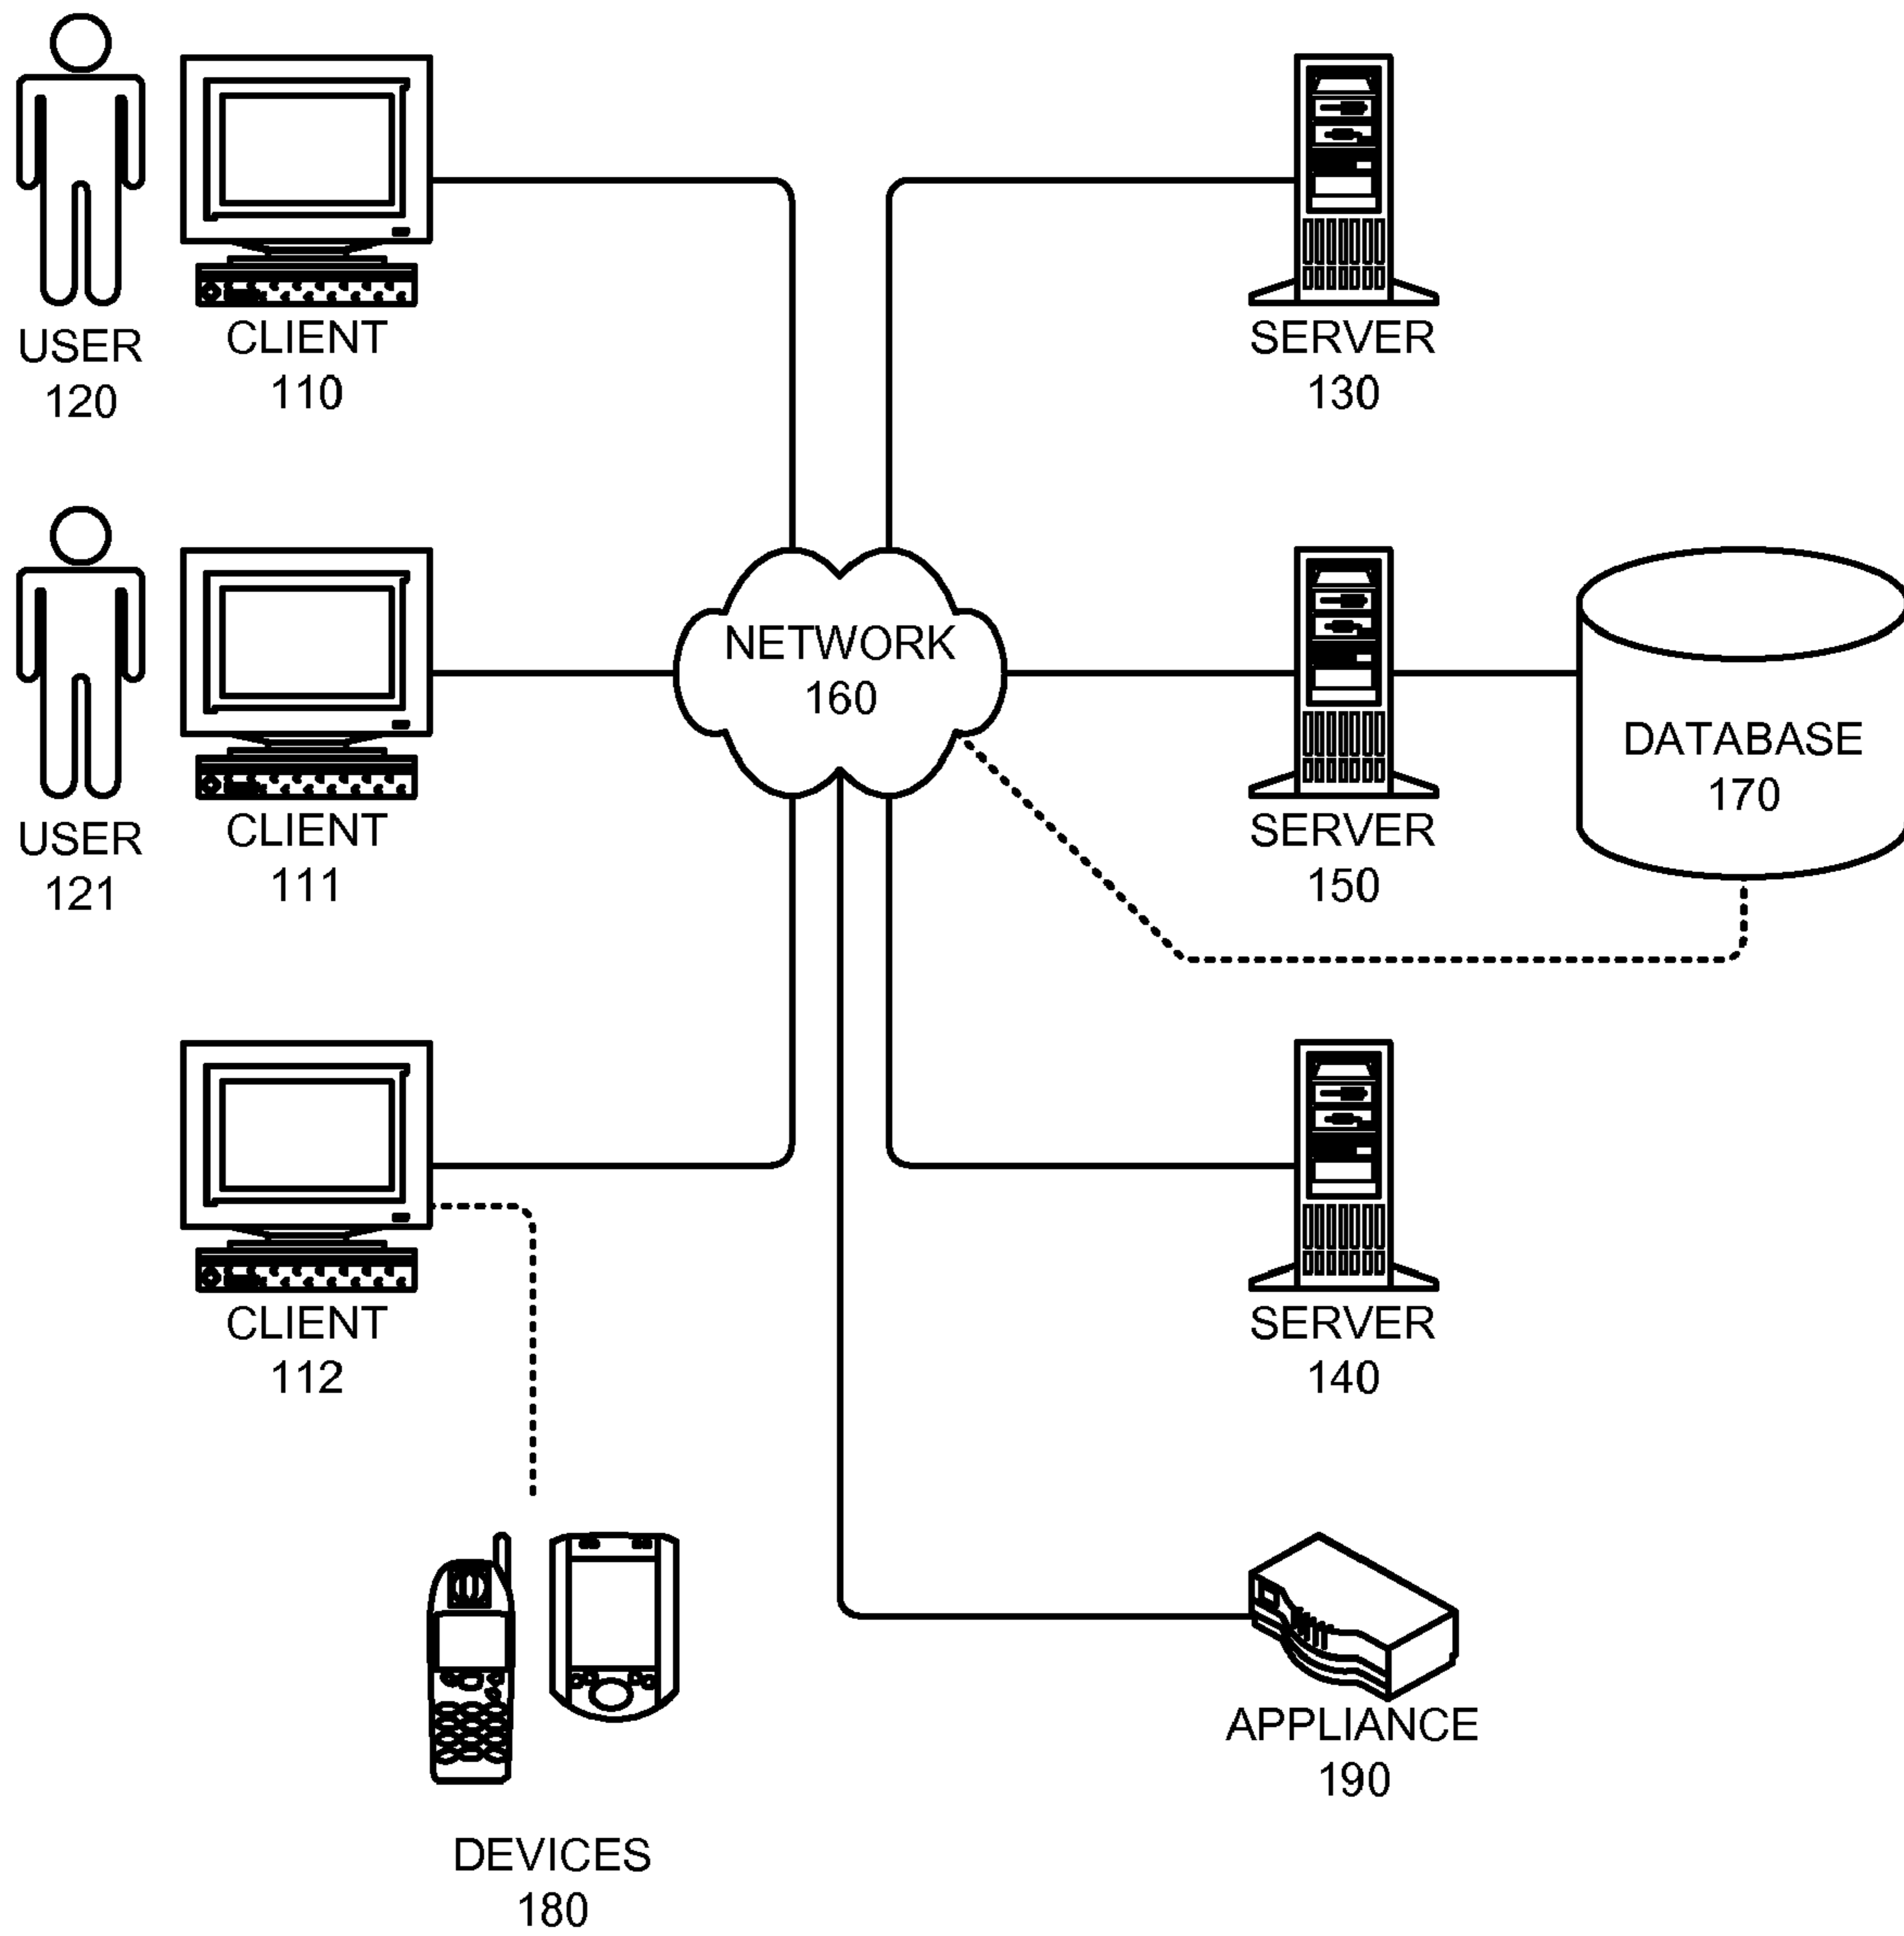 USER
120
CLIENT
110
SERVER
130
NETWORK
160
USER
121
CLIENT
111
SERVER
150
DATABASE
170
CLIENT
112
SERVER
140
DEVICES
180
APPLIANCE
190